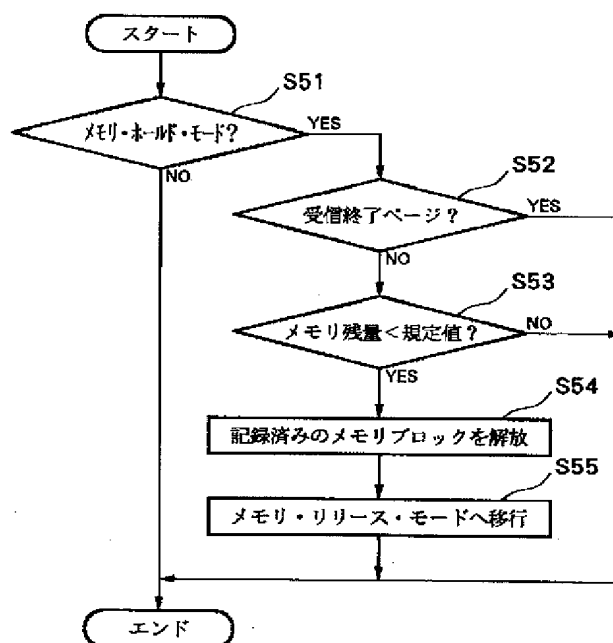 スタート
S51
メモリ・ホールド・モード?
YES
NO
S52
受信終了ページ?
YES
NO
S53
メモリ残量<規定値?
NO
YES
S54
記録済みのメモリブロックを解放
S55
メモリ・リリース・モードへ移行
エンド